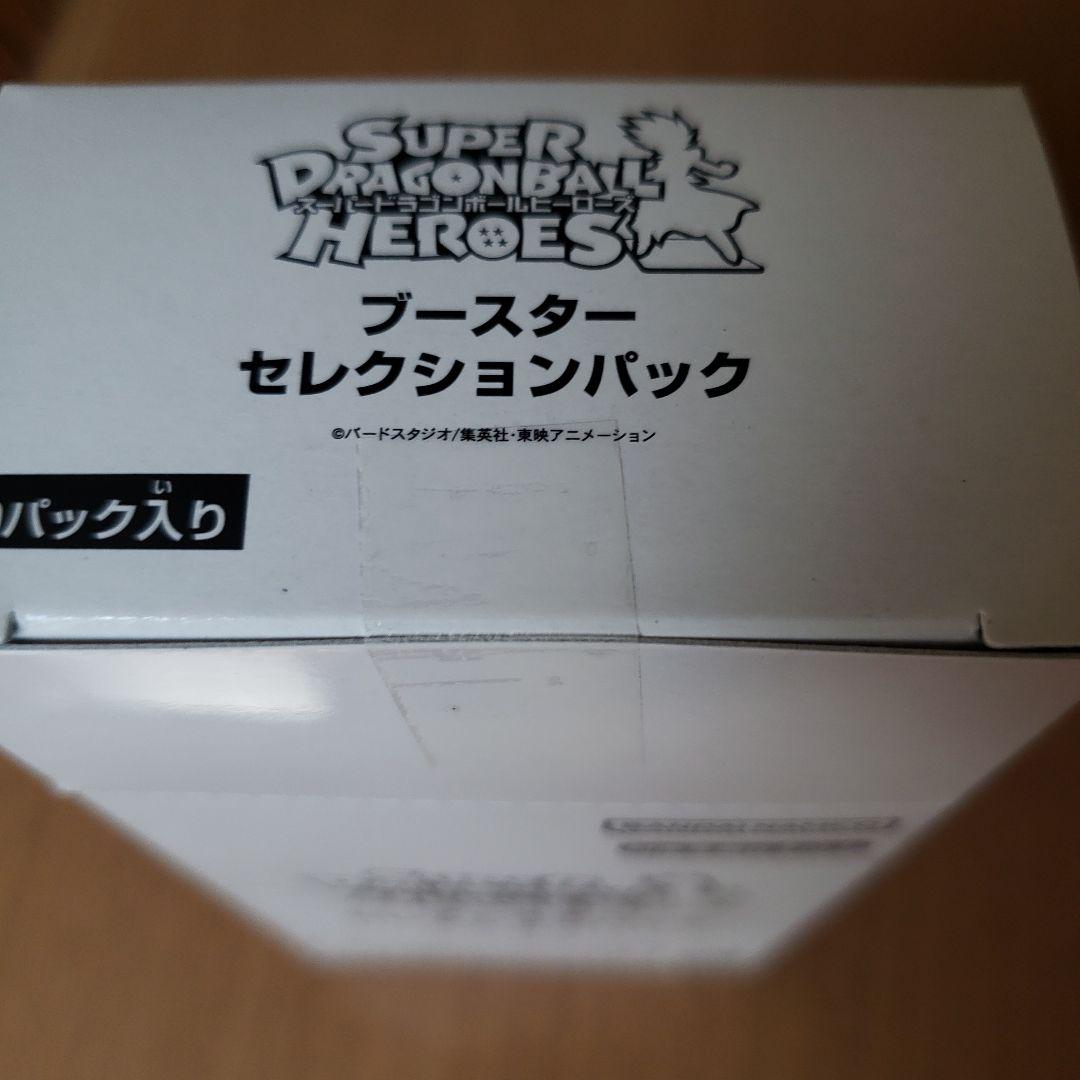 SUPER
DRAGONBALL
スーパードラゴンボールヒーローズ
HEROES
ブースター
セレクションパック
©バードスタジオ/集英社・東映アニメーション
い
パック入り